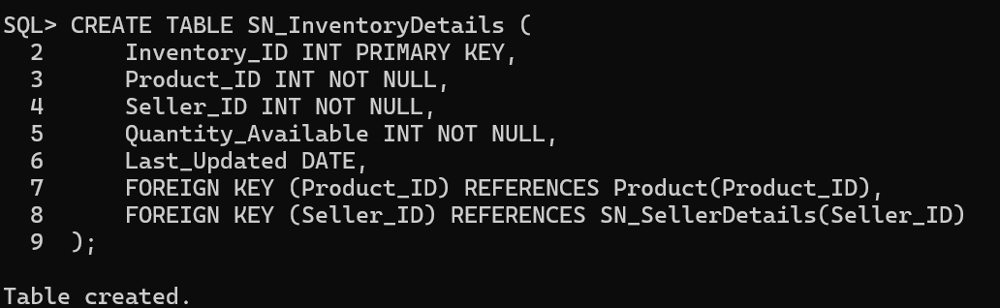 SQL> CREATE TABLE SN_InventoryDetails (
  2      Inventory_ID INT PRIMARY KEY,
  3      Product_ID INT NOT NULL,
  4      Seller_ID INT NOT NULL,
  5      Quantity_Available INT NOT NULL,
  6      Last_Updated DATE,
  7      FOREIGN KEY (Product_ID) REFERENCES Product(Product_ID),
  8      FOREIGN KEY (Seller_ID) REFERENCES SN_SellerDetails(Seller_ID)
  9  );
Table created.